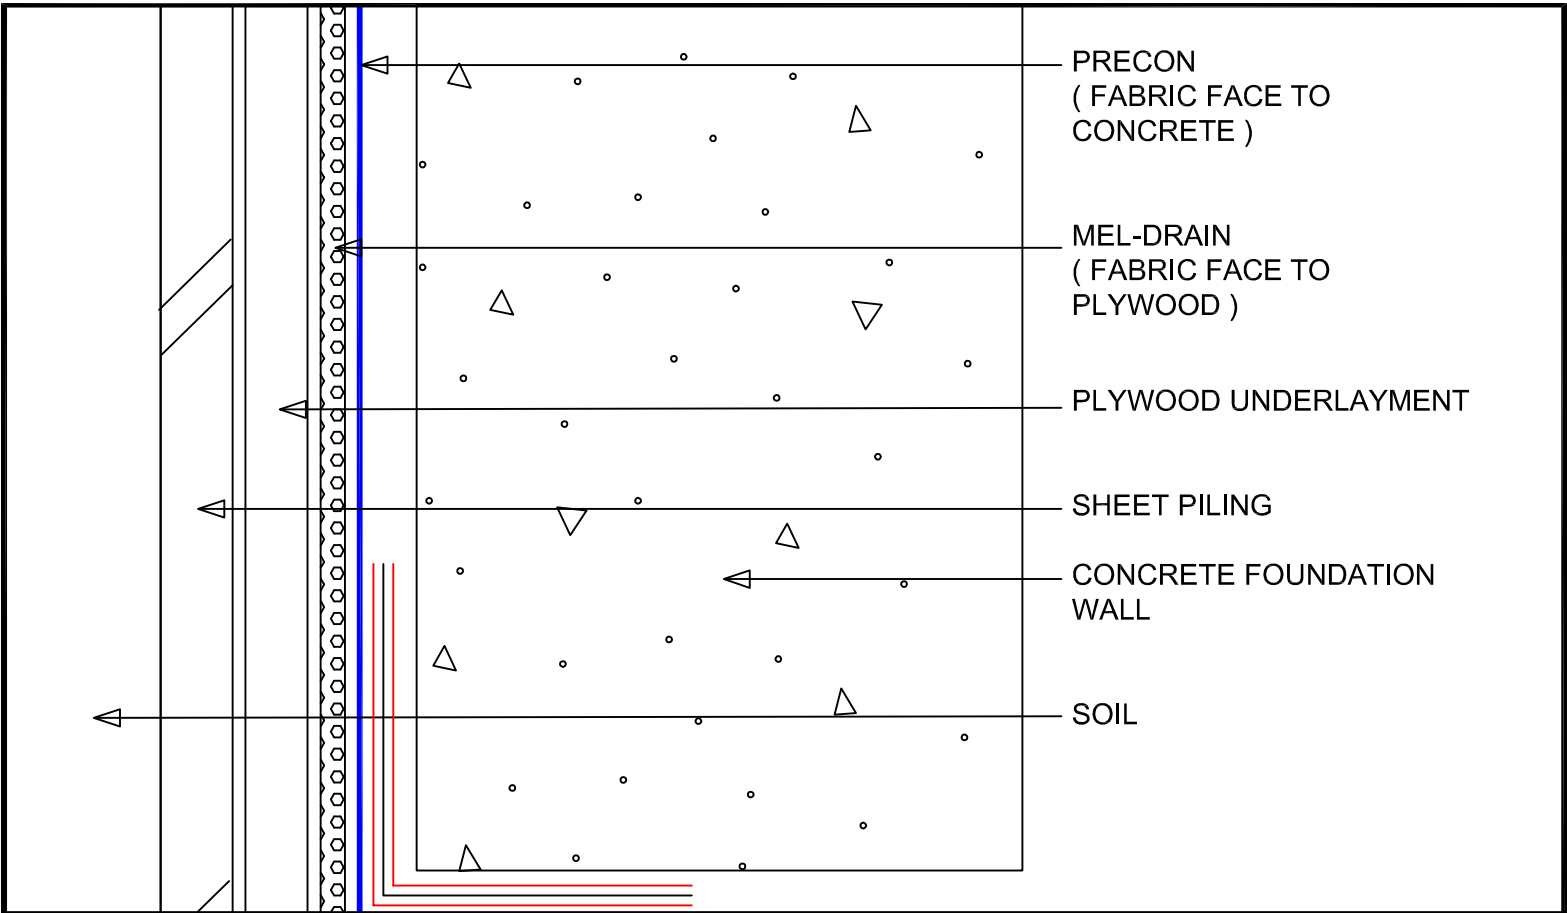 PRECON
( FABRIC FACE TO
CONCRETE )
MEL-DRAIN
( FABRIC FACE TO
PLYWOOD )
PLYWOOD UNDERLAYMENT
SHEET PILING
CONCRETE FOUNDATION
WALL
SOIL